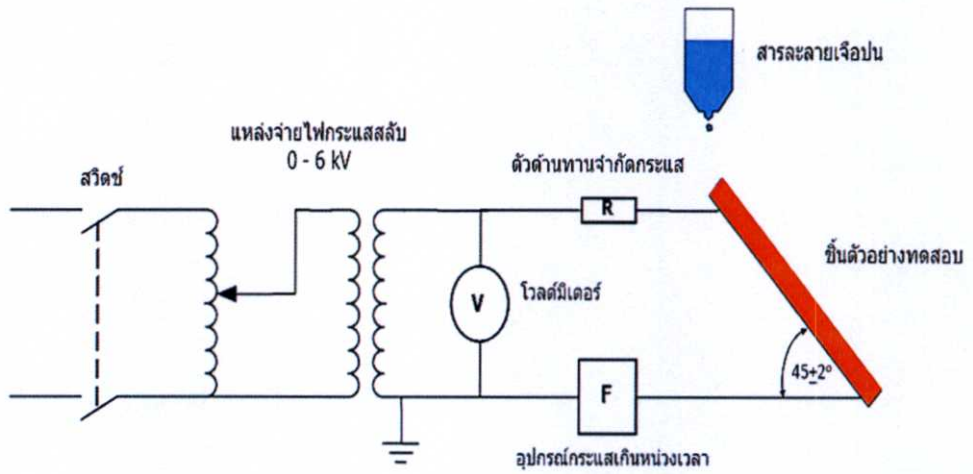 สารละลายเจือปน
แหล่งจ่ายไฟกระแสสลับ
0 - 6 kV
สวิตช์
ตัวต้านทานจำกัดกระแส
R
ชิ้นตัวอย่างทดสอบ
V
โวลต์มิเตอร์
45±2°
F
อุปกรณ์กระแสเกินหน่วงเวลา